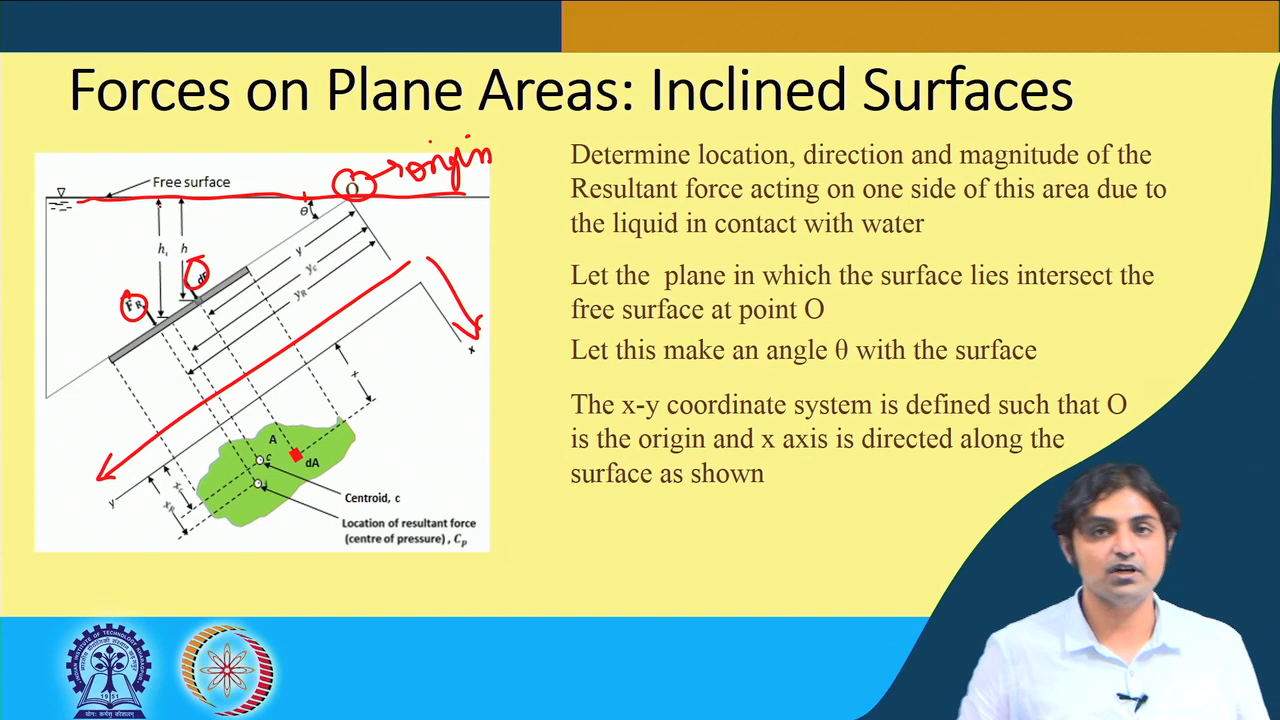 Forces on Plane Areas: Inclined Surfaces
origin
Free surface
O
θ
h₁
h
y
y_c
y_R
dF
F_R
x
x
A
c
dA
y
Centroid, c
Location of resultant force
(centre of pressure), C_p
Determine location, direction and magnitude of the
Resultant force acting on one side of this area due to
the liquid in contact with water
Let the plane in which the surface lies intersect the
free surface at point O
Let this make an angle θ with the surface
The x-y coordinate system is defined such that O
is the origin and x axis is directed along the
surface as shown
1951